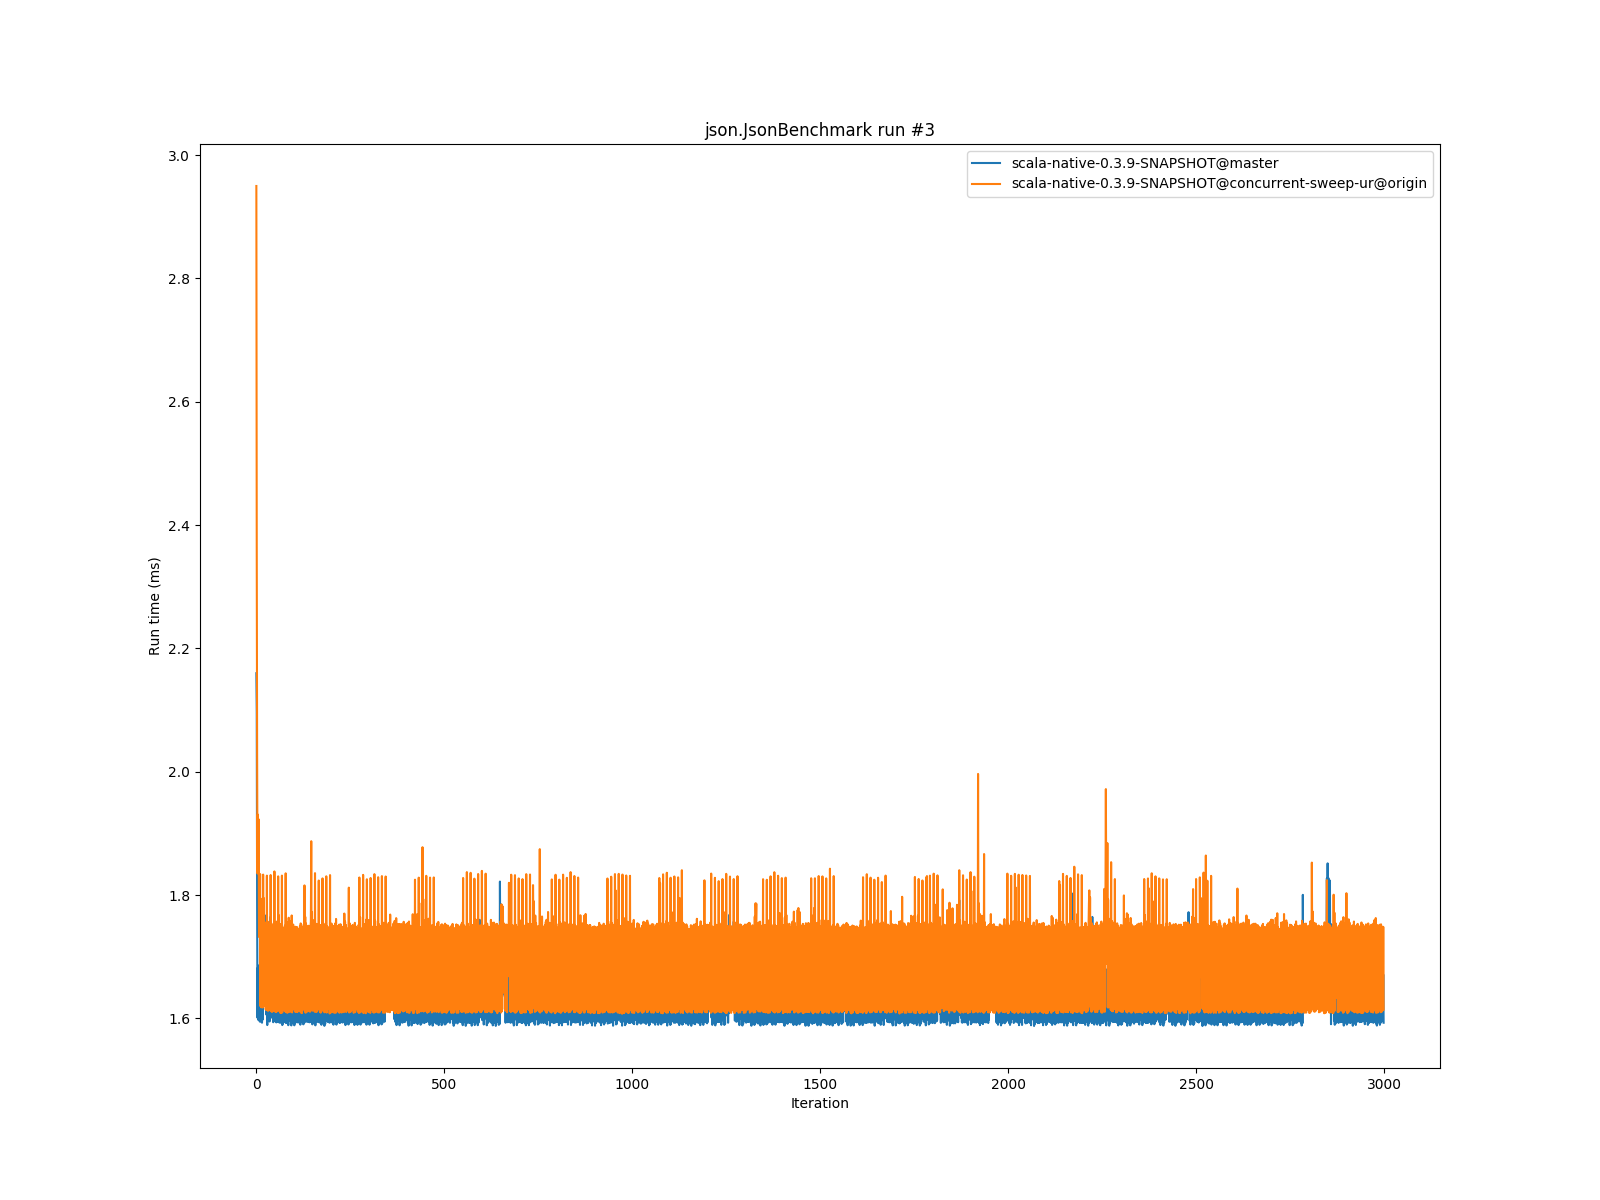 json.JsonBenchmark run #3
scala-native-0.3.9-SNAPSHOT@master
scala-native-0.3.9-SNAPSHOT@concurrent-sweep-ur@origin
Run time (ms)
3.0
2.8
2.6
2.4
2.2
2.0
1.8
1.6
0 500 1000 1500 2000 2500 3000
Iteration